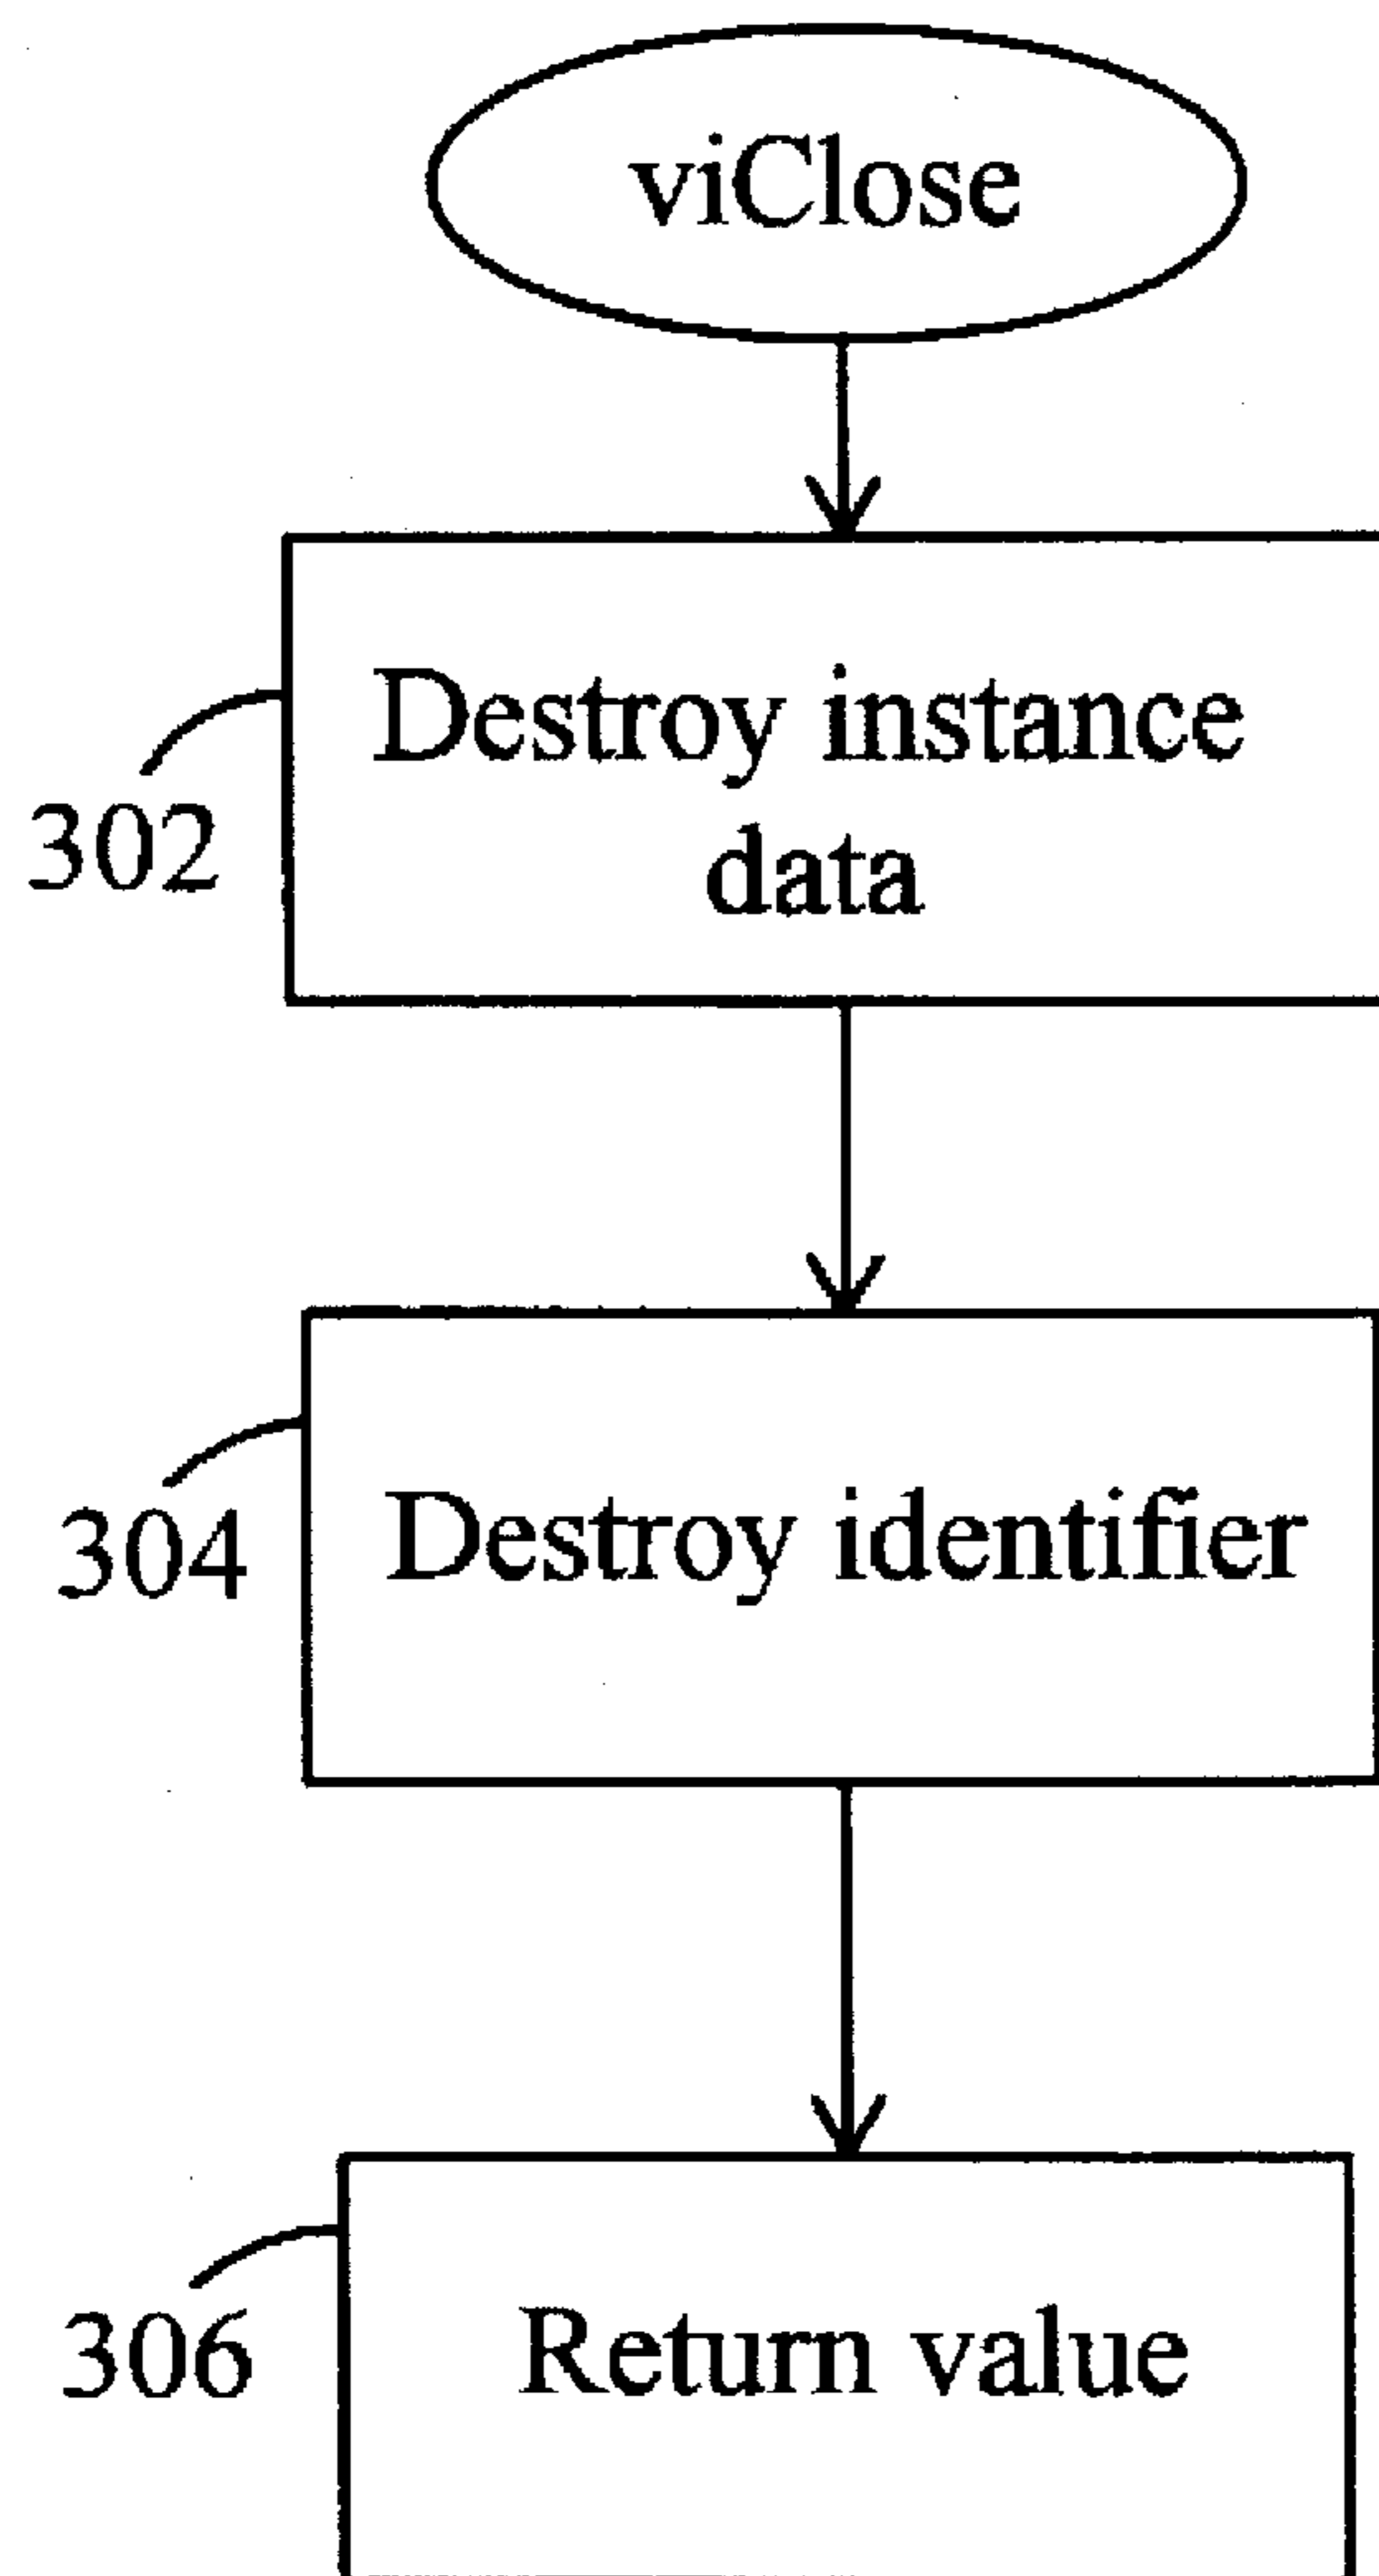 viClose
Destroy instance
data
302
Destroy identifier
304
Return value
306